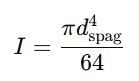 I = πd⁴spag / 64